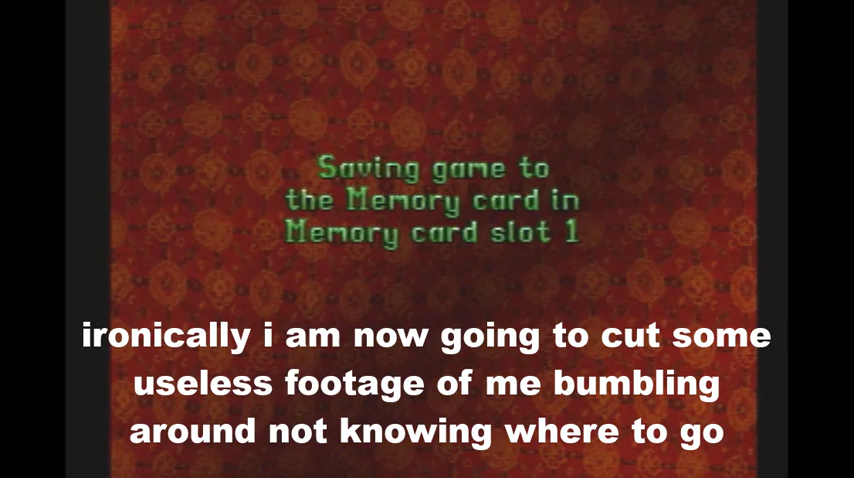 Saving game to
the Memory card in
Memory card slot 1
ironically i am now going to cut some
useless footage of me bumbling
around not knowing where to go